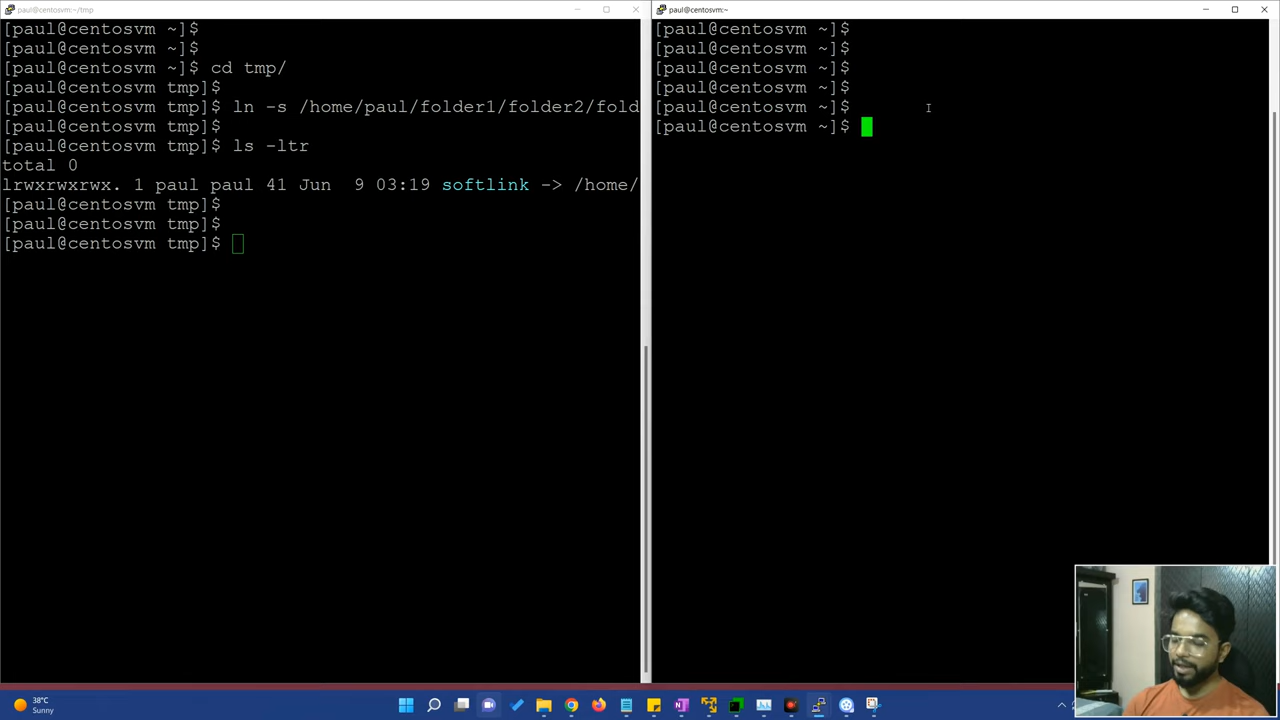 paul@centosvm:~/tmp
[paul@centosvm ~]$
[paul@centosvm ~]$
[paul@centosvm ~]$ cd tmp/
[paul@centosvm tmp]$
[paul@centosvm tmp]$ ln -s /home/paul/folder1/folder2/fold
[paul@centosvm tmp]$
[paul@centosvm tmp]$ ls -ltr
total 0
lrwxrwxrwx. 1 paul paul 41 Jun  9 03:19 softlink -> /home/
[paul@centosvm tmp]$
[paul@centosvm tmp]$
[paul@centosvm tmp]$
paul@centosvm:~
[paul@centosvm ~]$
[paul@centosvm ~]$
[paul@centosvm ~]$
[paul@centosvm ~]$
[paul@centosvm ~]$
[paul@centosvm ~]$
38°C
Sunny